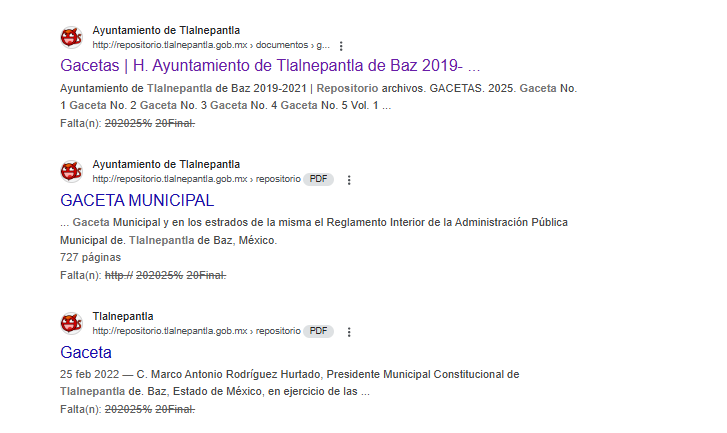 Ayuntamiento de Tlalnepantla
http://repositorio.tlalnepantla.gob.mx › documentos › g...
Gacetas | H. Ayuntamiento de Tlalnepantla de Baz 2019- ...
Ayuntamiento de Tlalnepantla de Baz 2019-2021 | Repositorio archivos. GACETAS. 2025. Gaceta No.
1 Gaceta No. 2 Gaceta No. 3 Gaceta No. 4 Gaceta No. 5 Vol. 1 ...
Falta(n): 202025% 20Final.
Ayuntamiento de Tlalnepantla
http://repositorio.tlalnepantla.gob.mx › repositorio PDF
GACETA MUNICIPAL
... Gaceta Municipal y en los estrados de la misma el Reglamento Interior de la Administración Pública
Municipal de. Tlalnepantla de Baz, México.
727 páginas
Falta(n): http:// 202025% 20Final.
Tlalnepantla
http://repositorio.tlalnepantla.gob.mx › repositorio PDF
Gaceta
25 feb 2022 — C. Marco Antonio Rodríguez Hurtado, Presidente Municipal Constitucional de
Tlalnepantla de. Baz, Estado de México, en ejercicio de las ...
Falta(n): 202025% 20Final.